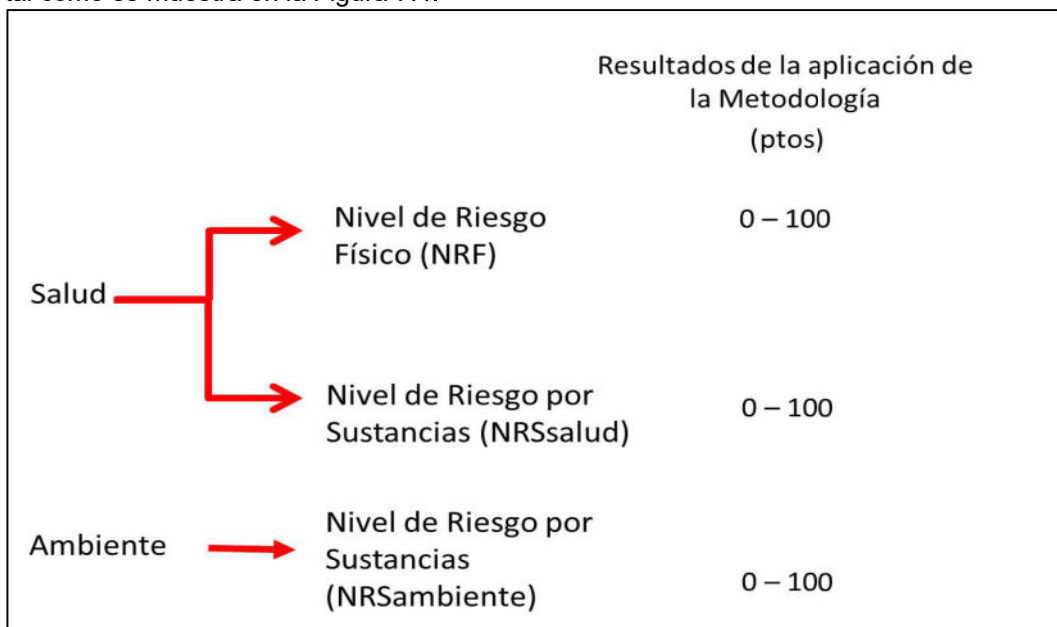 Resultados de la aplicación de
la Metodología
(ptos)
Nivel de Riesgo
Físico (NRF)
0 – 100
Salud
Nivel de Riesgo por
Sustancias (NRSsalud)
0 – 100
Ambiente
Nivel de Riesgo por
Sustancias
(NRSambiente)
0 – 100